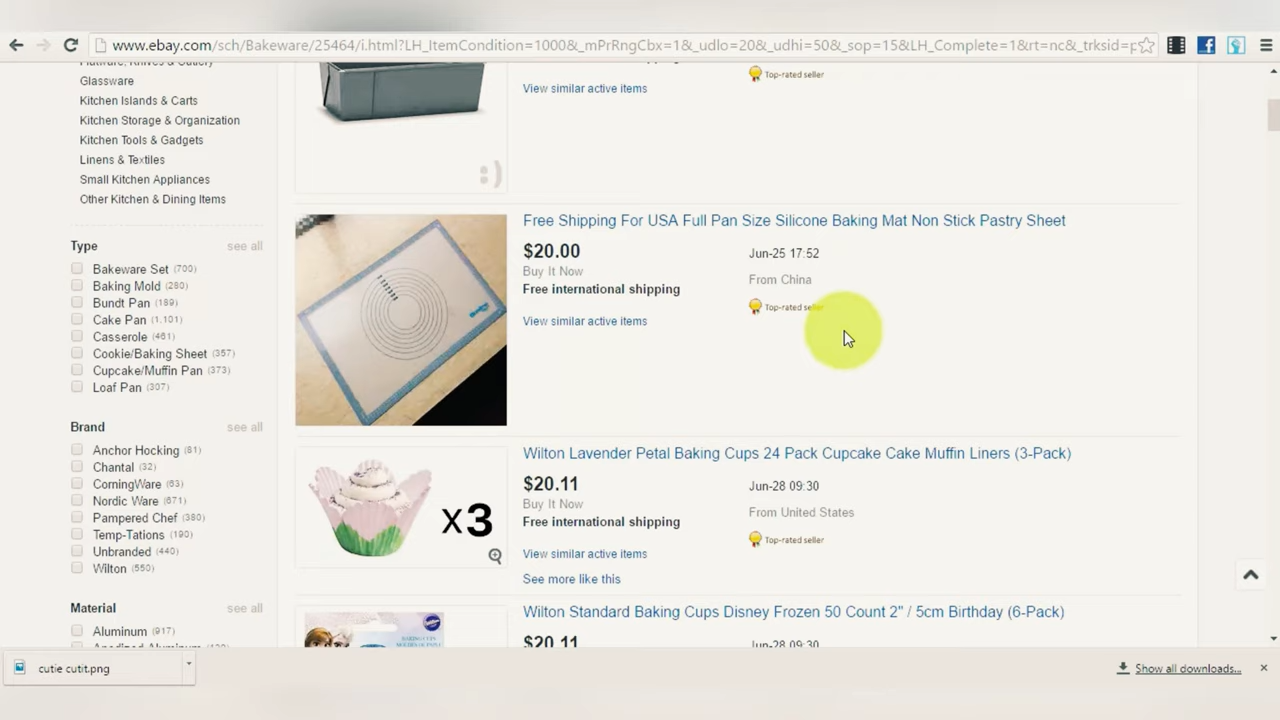 www.ebay.com/sch/Bakeware/25464/i.html?LH_ItemCondition=1000&_mPrRngCbx=1&_udlo=20&_udhi=50&_sop=15&LH_Complete=1&rt=nc&_trksid=p
Glassware
Kitchen Islands & Carts
Kitchen Storage & Organization
Kitchen Tools & Gadgets
Linens & Textiles
Small Kitchen Appliances
Other Kitchen & Dining Items
Type see all
Bakeware Set (700)
Baking Mold (280)
Bundt Pan (189)
Cake Pan (1,101)
Casserole (461)
Cookie/Baking Sheet (357)
Cupcake/Muffin Pan (373)
Loaf Pan (307)
Brand see all
Anchor Hocking (81)
Chantal (32)
CorningWare (63)
Nordic Ware (671)
Pampered Chef (380)
Temp-Tations (190)
Unbranded (440)
Wilton (550)
Material see all
Aluminum (917)
Top-rated seller
View similar active items
:)
Free Shipping For USA Full Pan Size Silicone Baking Mat Non Stick Pastry Sheet
$20.00
Jun-25 17:52
Buy It Now
From China
Free international shipping
Top-rated seller
View similar active items
Wilton Lavender Petal Baking Cups 24 Pack Cupcake Cake Muffin Liners (3-Pack)
$20.11
Jun-28 09:30
Buy It Now
From United States
Free international shipping
Top-rated seller
View similar active items
See more like this
x3
Wilton Standard Baking Cups Disney Frozen 50 Count 2" / 5cm Birthday (6-Pack)
$20.11
Jun-28 09:30
cutie cutit.png
Show all downloads...